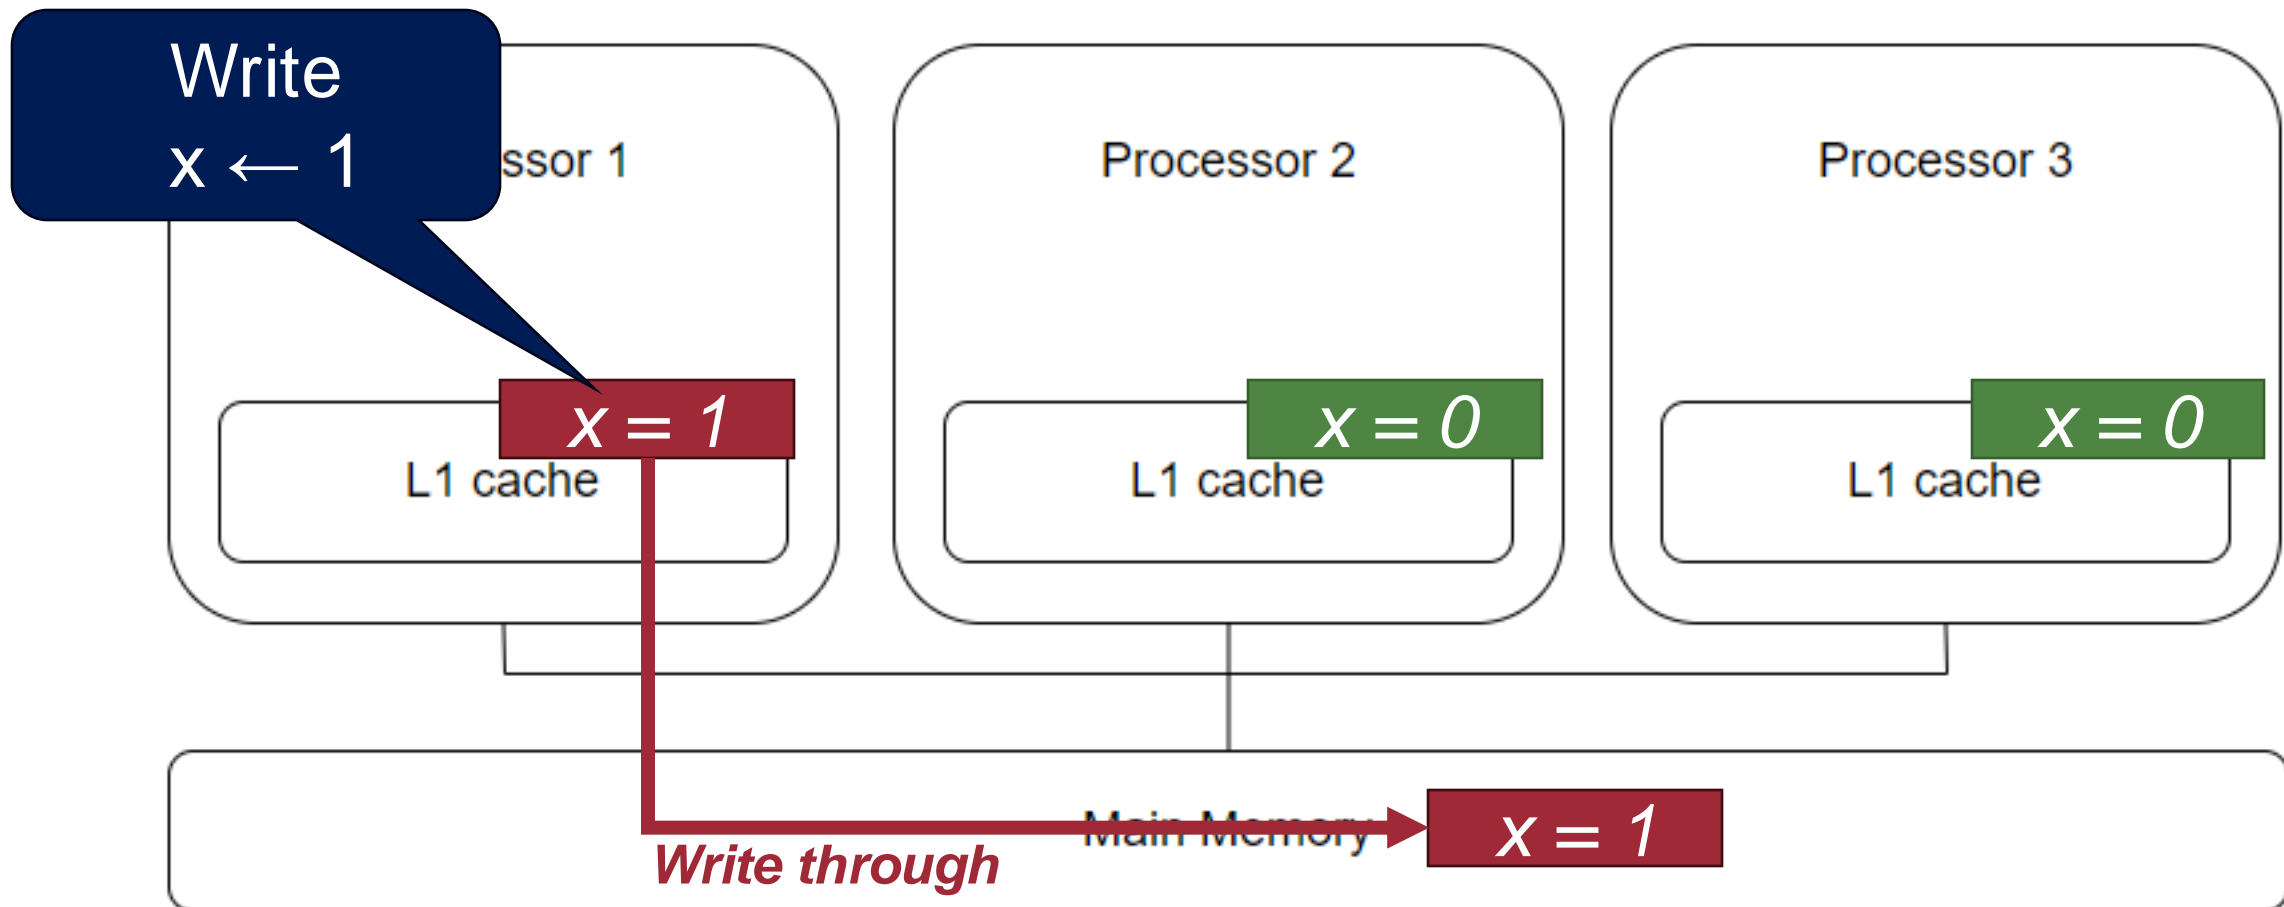 Write
x ← 1
ssor 1
Processor 2
Processor 3
x = 1
x = 0
x = 0
L1 cache
L1 cache
L1 cache
Main Memory
x = 1
Write through